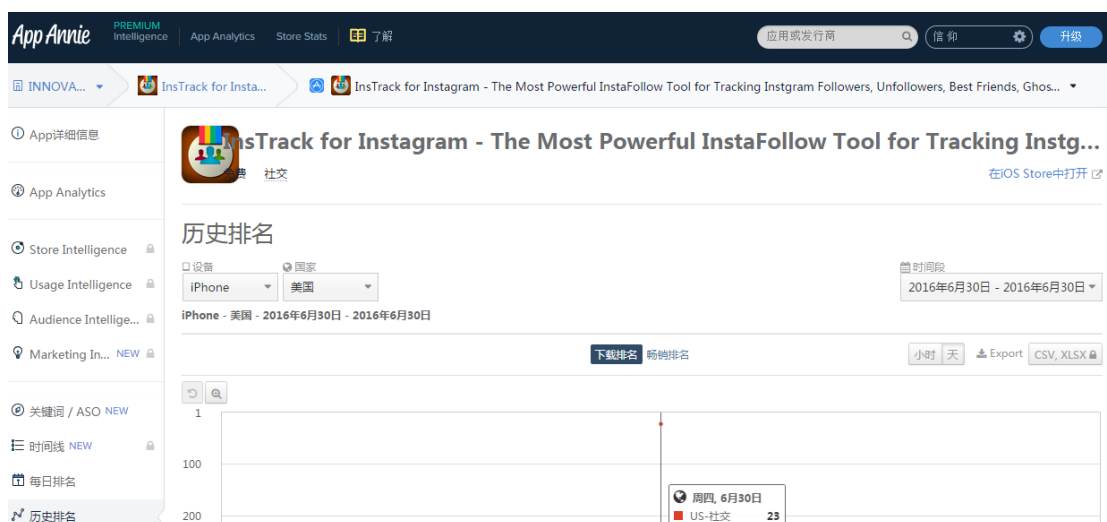 App Annie PREMIUM Intelligence App Analytics Store Stats 了解 应用或发行商 信仰 升级
INNOVA... InsTrack for Insta... InsTrack for Instagram - The Most Powerful InstaFollow Tool for Tracking Instgram Followers, Unfollowers, Best Friends, Ghos...
App详细信息
App Analytics
Store Intelligence
Usage Intelligence
Audience Intellige...
Marketing In... NEW
关键词 / ASO NEW
时间线 NEW
每日排名
历史排名
InsTrack for Instagram - The Most Powerful InstaFollow Tool for Tracking Instg...
免费 社交
在iOS Store中打开
历史排名
设备 国家 时间段
iPhone 美国 2016年6月30日 - 2016年6月30日
iPhone - 美国 - 2016年6月30日 - 2016年6月30日
下载排名 畅销排名 小时 天 Export CSV, XLSX
1
100
200
周四, 6月30日
US-社交 23